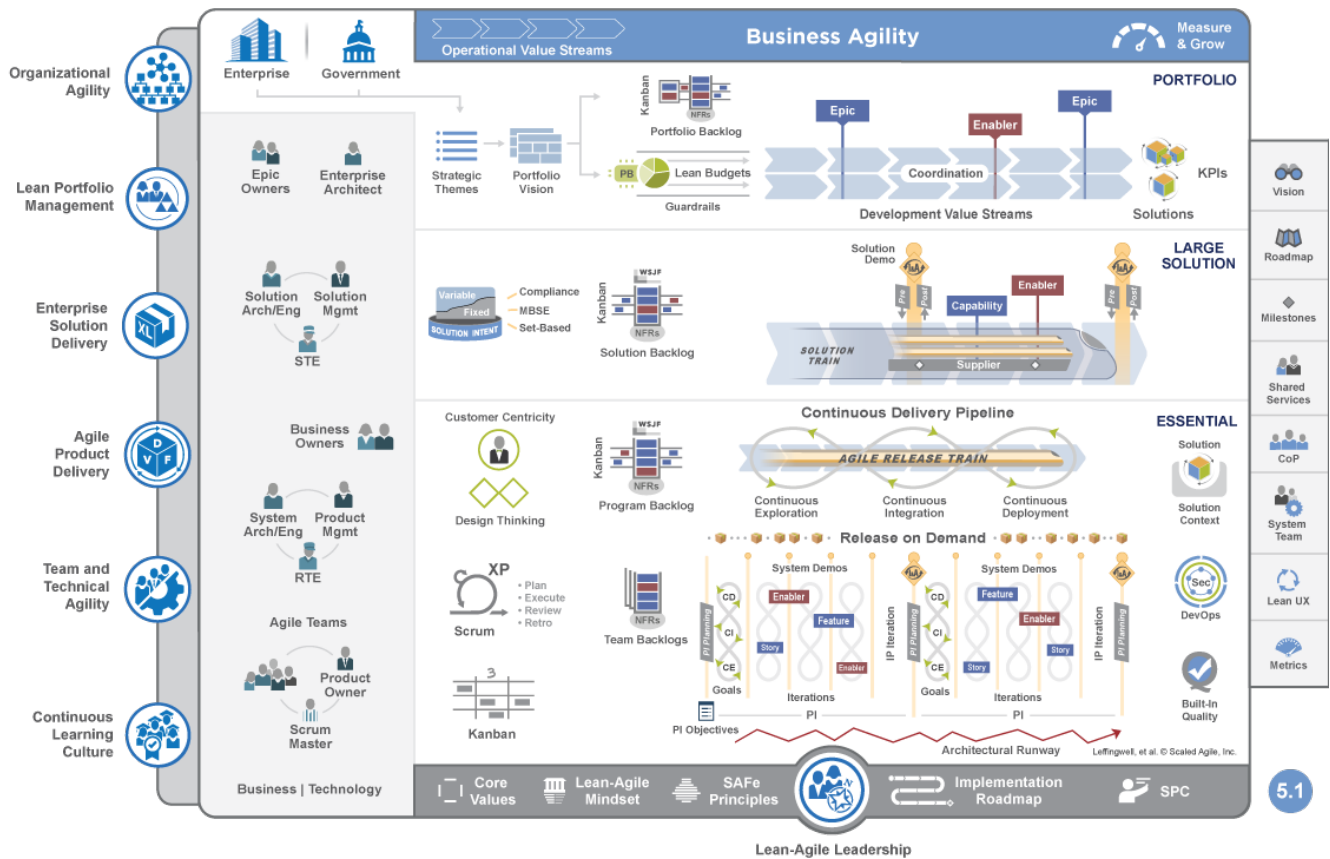 Organizational
Agility
Lean Portfolio
Management
Enterprise
Solution
Delivery
Agile
Product
Delivery
Team and
Technical
Agility
Continuous
Learning
Culture
XL
D
V
F
Enterprise
Government
Operational Value Streams
Business Agility
Measure
& Grow
Epic
Owners
Enterprise
Architect
Solution
Arch/Eng
Solution
Mgmt
STE
Business
Owners
System
Arch/Eng
Product
Mgmt
RTE
Agile Teams
Product
Owner
Scrum
Master
Business | Technology
PORTFOLIO
Strategic
Themes
Portfolio
Vision
Kanban
NFRs
Portfolio Backlog
PB
Lean Budgets
Guardrails
Epic
Enabler
Epic
Coordination
Development Value Streams
KPIs
Solutions
LARGE
SOLUTION
Variable
Fixed
SOLUTION INTENT
Compliance
MBSE
Set-Based
WSJF
Kanban
NFRs
Solution Backlog
Solution
Demo
I&A
Pre
Post
Capability
Enabler
I&A
Pre
Post
SOLUTION
TRAIN
Supplier
ESSENTIAL
Customer Centricity
Design Thinking
WSJF
Kanban
NFRs
Program Backlog
Continuous Delivery Pipeline
AGILE RELEASE TRAIN
Continuous
Exploration
Continuous
Integration
Continuous
Deployment
Release on Demand
XP
Scrum
• Plan
• Execute
• Review
• Retro
NFRs
Team Backlogs
3
Kanban
System Demos
System Demos
PI Planning
CD
CI
CE
Goals
Enabler
Feature
Story
Enabler
Iterations
IP Iteration
I&A
PI Planning
CD
CI
CE
Goals
Feature
Enabler
Story
Story
Iterations
IP Iteration
I&A
PI Planning
PI Objectives
PI
PI
Architectural Runway
Solution
Solution
Context
Sec
DevOps
Built-In
Quality
Leffingwell, et al. © Scaled Agile, Inc.
Vision
Roadmap
Milestones
Shared
Services
CoP
System
Team
Lean UX
Metrics
Core
Values
Lean-Agile
Mindset
SAFe
Principles
Implementation
Roadmap
SPC
5.1
Lean-Agile Leadership